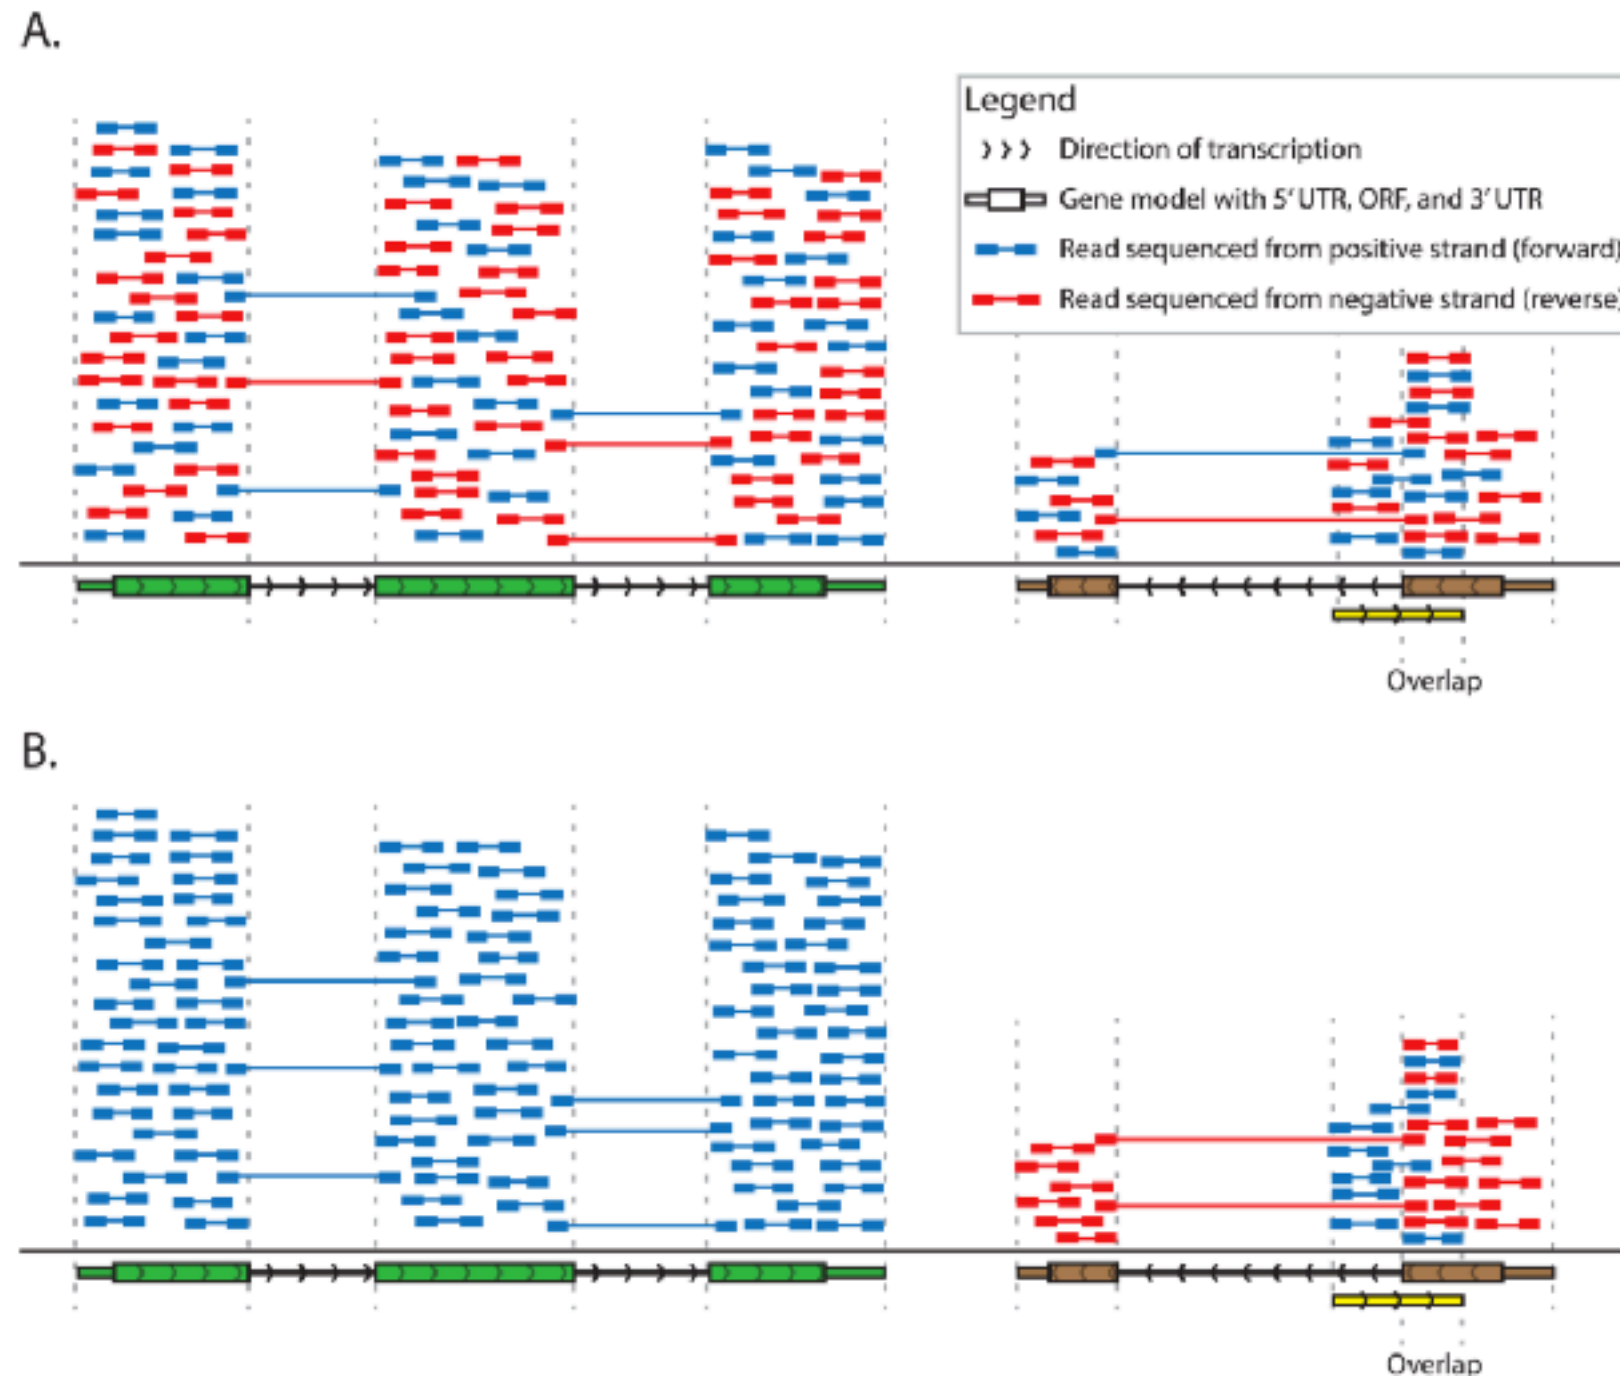 A.
Legend
Direction of transcription
Gene model with 5' UTR, ORF, and 3' UTR
Read sequenced from positive strand (forward)
Read sequenced from negative strand (reverse)
Overlap
B.
Overlap